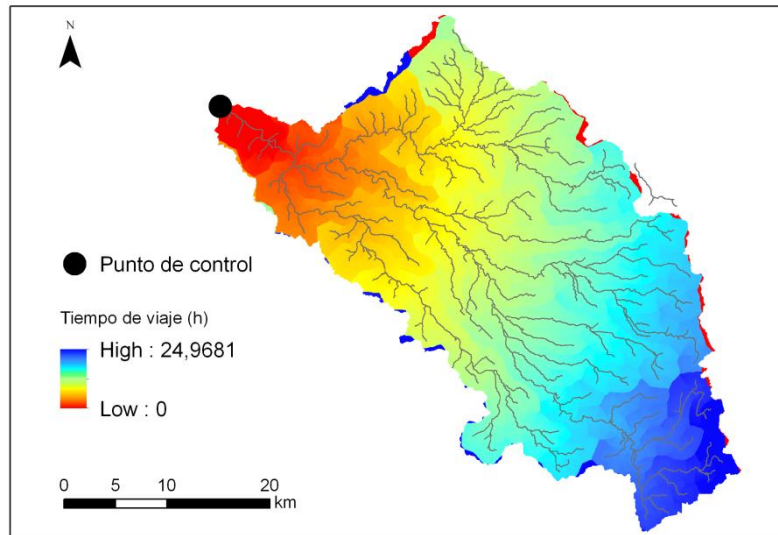 N
Punto de control
Tiempo de viaje (h)
High : 24,9681
Low : 0
0 5 10 20
km